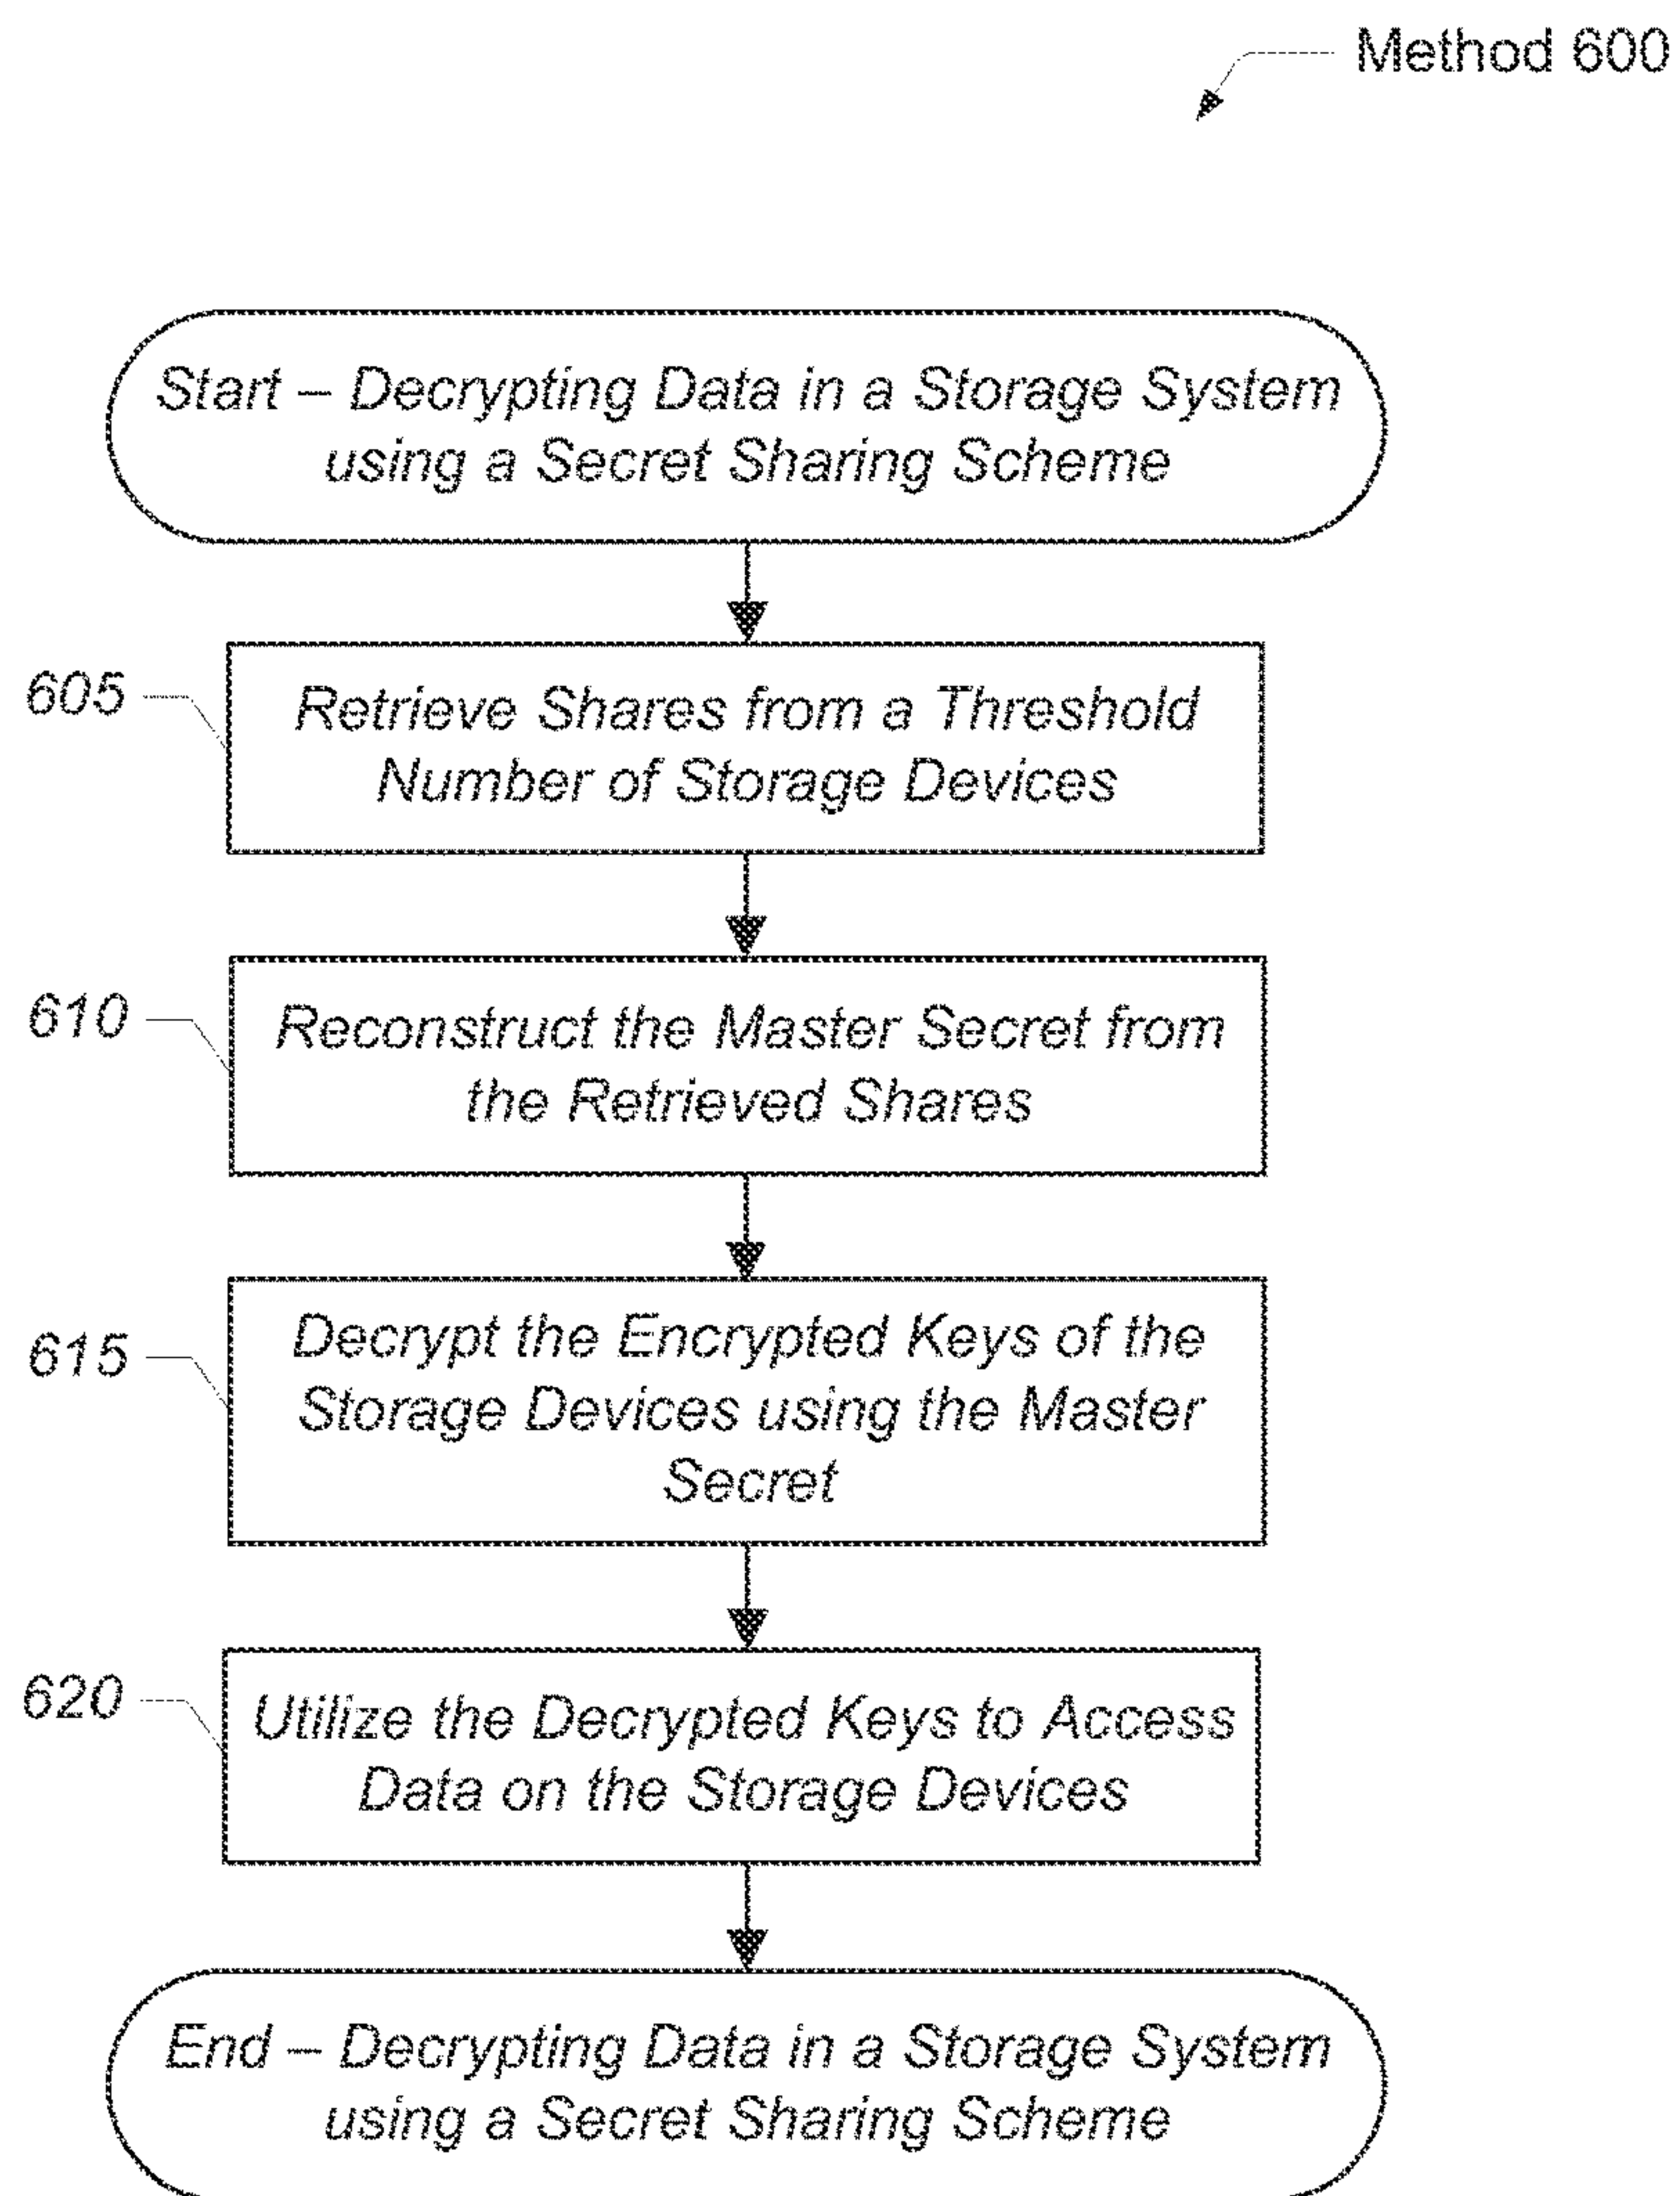 Method 600
Start – Decrypting Data in a Storage System
using a Secret Sharing Scheme
605
Retrieve Shares from a Threshold
Number of Storage Devices
610
Reconstruct the Master Secret from
the Retrieved Shares
615
Decrypt the Encrypted Keys of the
Storage Devices using the Master
Secret
620
Utilize the Decrypted Keys to Access
Data on the Storage Devices
End – Decrypting Data in a Storage System
using a Secret Sharing Scheme